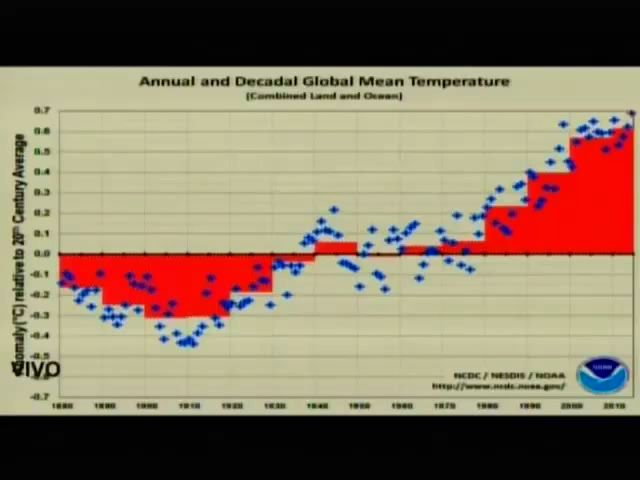 Annual and Decadal Global Mean Temperature
(Combined Land and Ocean)
0.7
0.6
0.5
0.4
0.3
0.2
0.1
0.0
-0.1
-0.2
-0.3
-0.4
-0.5
-0.6
-0.7
(°C) relative to 20th Century Average
VIVO
NCDC / NESDIS / NOAA
http://www.ncdc.noaa.gov/
1880 1890 1900 1910 1920 1930 1940 1950 1960 1970 1980 1990 2000 2010